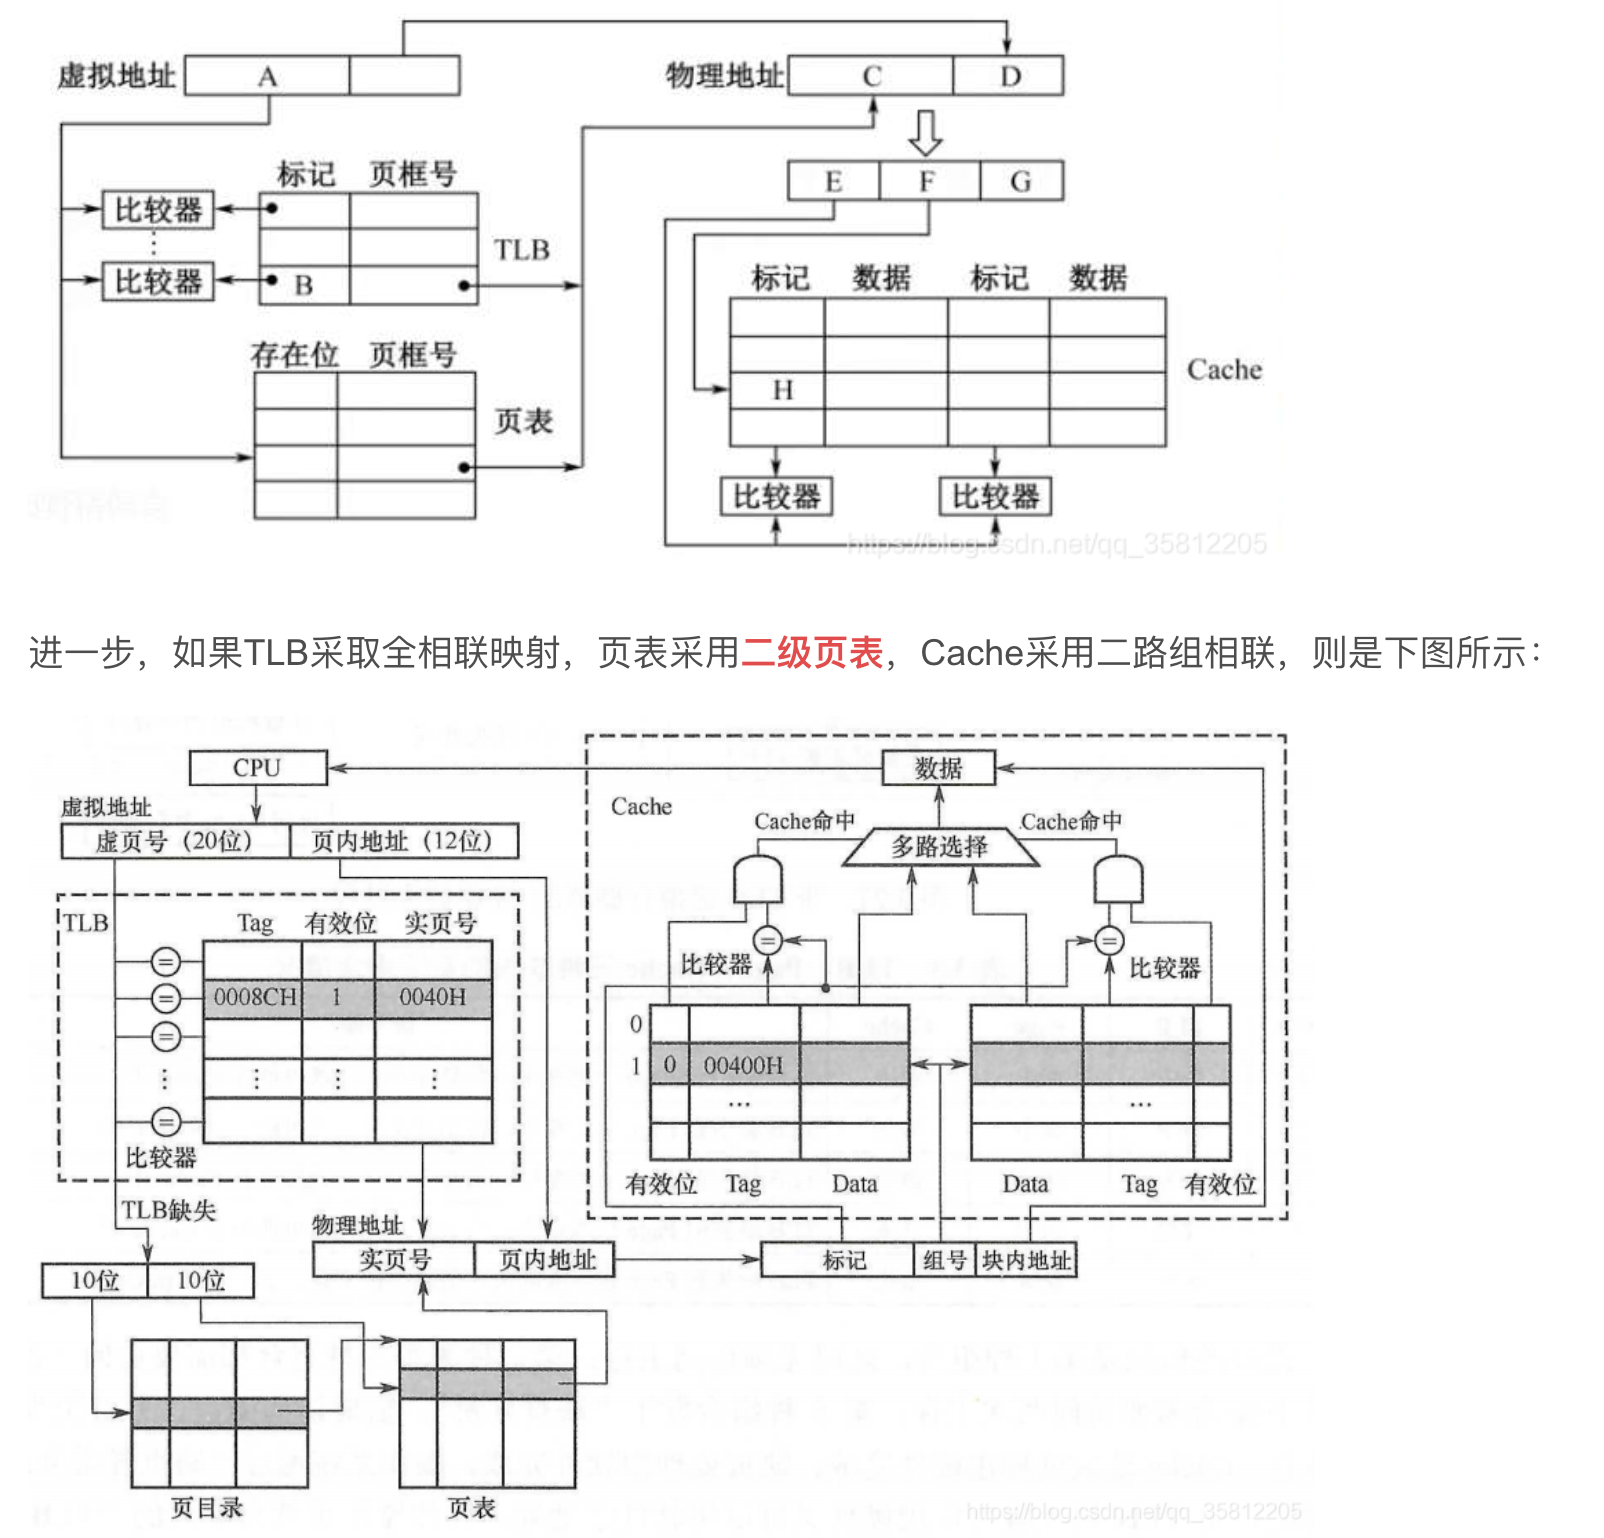 虚拟地址 A
物理地址 C D
E F G
标记 页框号
比较器
⋮
比较器
B
TLB
存在位 页框号
页表
标记 数据 标记 数据
H
Cache
比较器 比较器
https://blog.csdn.net/qq_35812205
进一步，如果TLB采取全相联映射，页表采用二级页表，Cache采用二路组相联，则是下图所示：
CPU
虚拟地址
虚页号（20位） 页内地址（12位）
TLB
Tag 有效位 实页号
=
= 0008CH 1 0040H
=
⋮ ⋮ ⋮
=
比较器
TLB缺失
10位 10位
物理地址
实页号 页内地址
页目录
页表
数据
Cache
Cache命中 Cache命中
多路选择
= =
比较器 比较器
0
1 0 00400H
… …
有效位 Tag Data Data Tag 有效位
标记 组号 块内地址
https://blog.csdn.net/qq_35812205